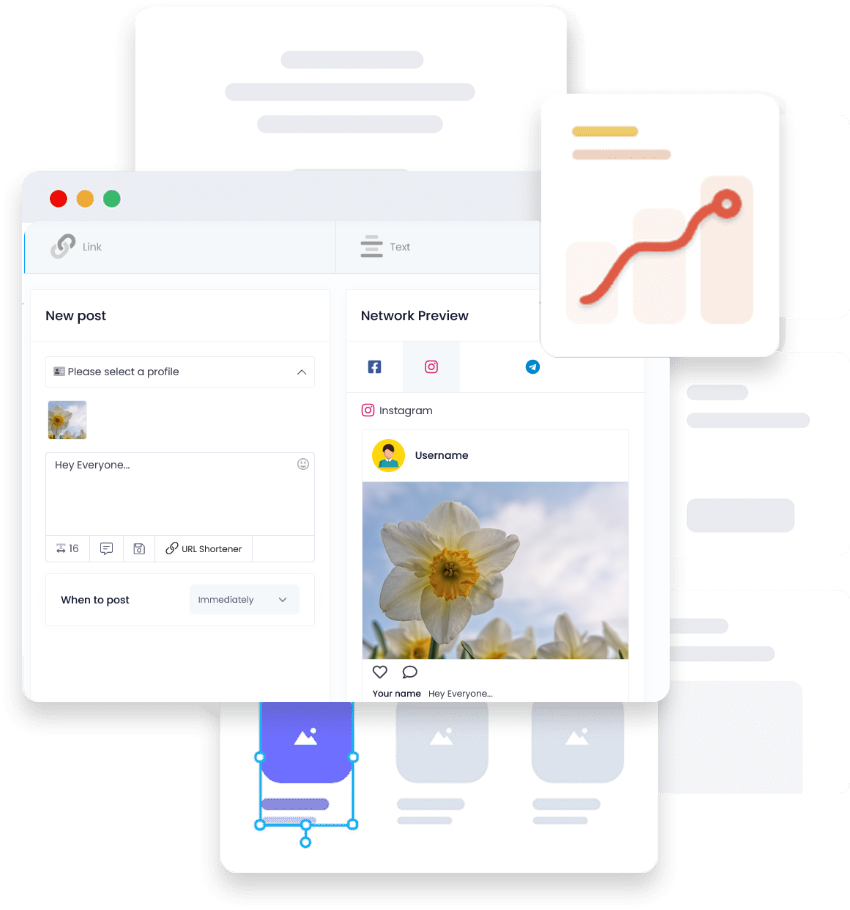 Link
Text
New post
Network Preview
Please select a profile
Instagram
Username
Hey Everyone...
16
URL Shortener
When to post
Immediately
Your name Hey Everyone...